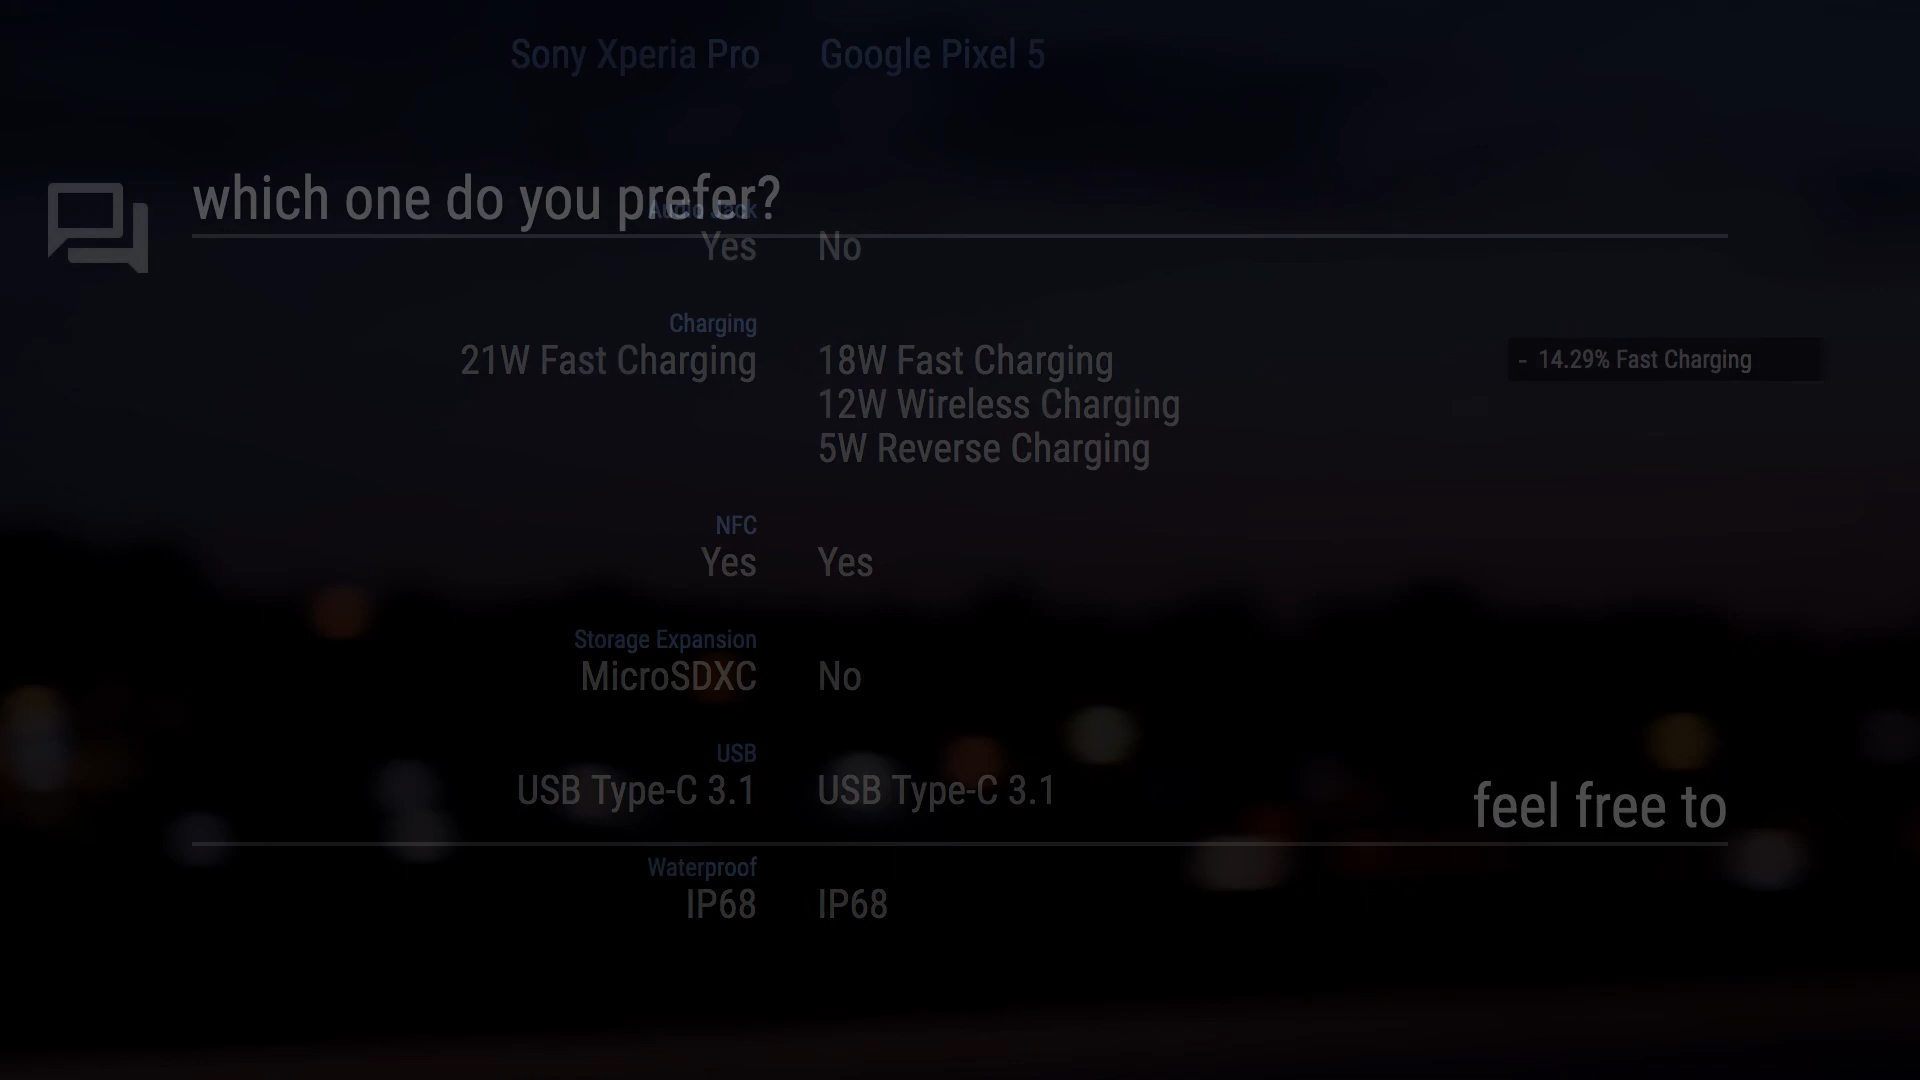 Sony Xperia Pro Google Pixel 5
which one do you prefer?
Audio Jack
Yes No
Charging
21W Fast Charging 18W Fast Charging - 14.29% Fast Charging
12W Wireless Charging
5W Reverse Charging
NFC
Yes Yes
Storage Expansion
MicroSDXC No
USB
USB Type-C 3.1 USB Type-C 3.1
feel free to
Waterproof
IP68 IP68